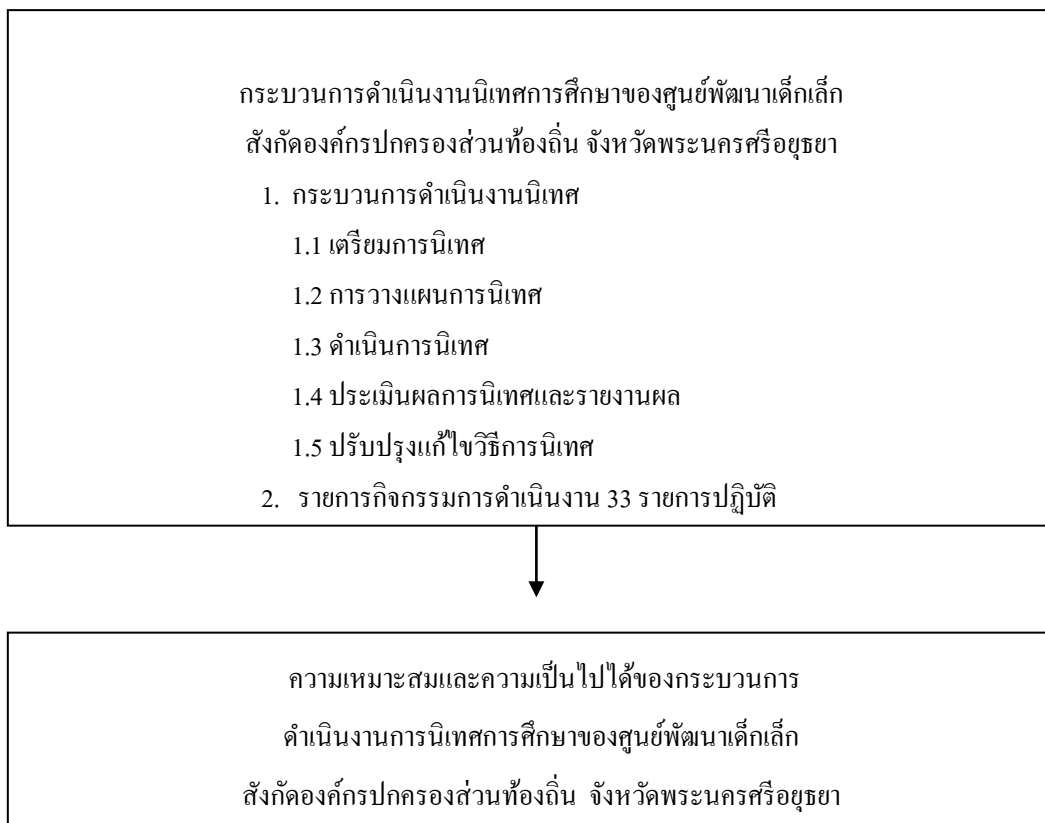 กระบวนการดำเนินงานนิเทศการศึกษาของศูนย์พัฒนาเด็กเล็ก
สังกัดองค์กรปกครองส่วนท้องถิ่น จังหวัดพระนครศรีอยุธยา
1. กระบวนการดำเนินงานนิเทศ
1.1 เตรียมการนิเทศ
1.2 การวางแผนการนิเทศ
1.3 ดำเนินการนิเทศ
1.4 ประเมินผลการนิเทศและรายงานผล
1.5 ปรับปรุงแก้ไขวิธีการนิเทศ
2. รายการกิจกรรมการดำเนินงาน 33 รายการปฏิบัติ
ความเหมาะสมและความเป็นไปได้ของกระบวนการ
ดำเนินงานการนิเทศการศึกษาของศูนย์พัฒนาเด็กเล็ก
สังกัดองค์กรปกครองส่วนท้องถิ่น จังหวัดพระนครศรีอยุธยา